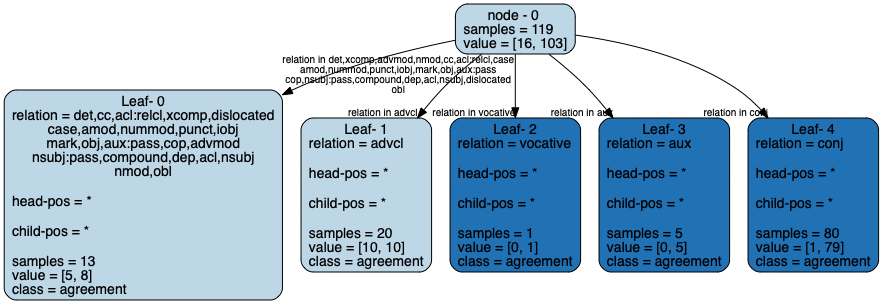 node - 0
samples = 119
value = [16, 103]
relation in det,xcomp,advmod,nmod,cc,acl:relcl,case
amod,nummod,punct,iobj,mark,obj,aux:pass
cop,nsubj:pass,compound,dep,acl,nsubj,dislocated
obl
relation in advcl
relation in vocative
relation in aux
relation in conj
Leaf- 0
relation = det,cc,acl:relcl,xcomp,dislocated
case,amod,nummod,punct,iobj
mark,obj,aux:pass,cop,advmod
nsubj:pass,compound,dep,acl,nsubj
nmod,obl
head-pos = *
child-pos = *
samples = 13
value = [5, 8]
class = agreement
Leaf- 1
relation = advcl
head-pos = *
child-pos = *
samples = 20
value = [10, 10]
class = agreement
Leaf- 2
relation = vocative
head-pos = *
child-pos = *
samples = 1
value = [0, 1]
class = agreement
Leaf- 3
relation = aux
head-pos = *
child-pos = *
samples = 5
value = [0, 5]
class = agreement
Leaf- 4
relation = conj
head-pos = *
child-pos = *
samples = 80
value = [1, 79]
class = agreement